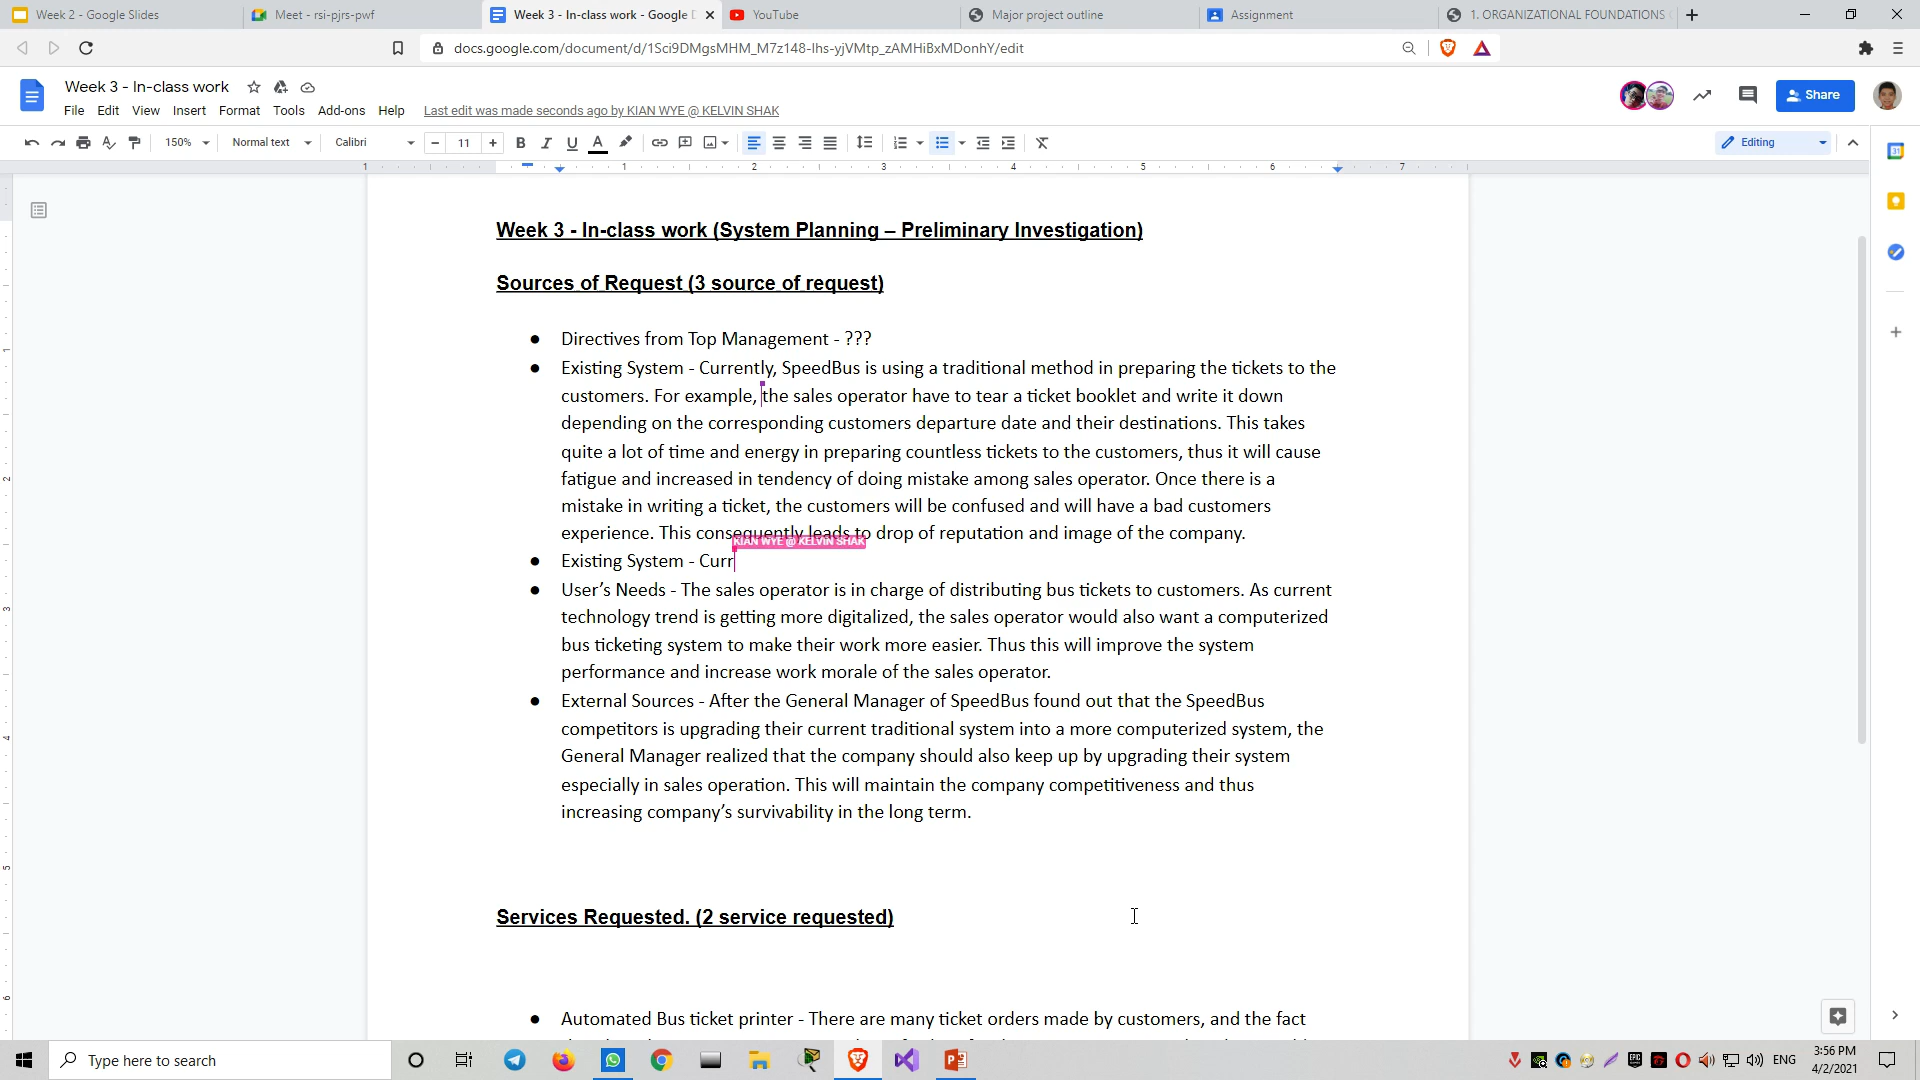 Week 2 - Google Slides
Meet - rsi-pjrs-pwf
Week 3 - In-class work - Google D
YouTube
Major project outline
Assignment
1. ORGANIZATIONAL FOUNDATIONS
docs.google.com/document/d/1Sci9DMgsMHM_M7z148-Ihs-yjVMtp_zAMHiBxMDonhY/edit
Week 3 - In-class work
File Edit View Insert Format Tools Add-ons Help Last edit was made seconds ago by KIAN WYE @ KELVIN SHAK
Share
150% Normal text Calibri 11 B I U A Editing
1 1 2 3 4 5 6 7
Week 3 - In-class work (System Planning – Preliminary Investigation)
Sources of Request (3 source of request)
● Directives from Top Management - ???
● Existing System - Currently, SpeedBus is using a traditional method in preparing the tickets to the
customers. For example, the sales operator have to tear a ticket booklet and write it down
depending on the corresponding customers departure date and their destinations. This takes
quite a lot of time and energy in preparing countless tickets to the customers, thus it will cause
fatigue and increased in tendency of doing mistake among sales operator. Once there is a
mistake in writing a ticket, the customers will be confused and will have a bad customers
experience. This consequently leads to drop of reputation and image of the company.
KIAN WYE @ KELVIN SHAK
● Existing System - Curr
● User’s Needs - The sales operator is in charge of distributing bus tickets to customers. As current
technology trend is getting more digitalized, the sales operator would also want a computerized
bus ticketing system to make their work more easier. Thus this will improve the system
performance and increase work morale of the sales operator.
● External Sources - After the General Manager of SpeedBus found out that the SpeedBus
competitors is upgrading their current traditional system into a more computerized system, the
General Manager realized that the company should also keep up by upgrading their system
especially in sales operation. This will maintain the company competitiveness and thus
increasing company’s survivability in the long term.
Services Requested. (2 service requested)
● Automated Bus ticket printer - There are many ticket orders made by customers, and the fact
Type here to search
ENG
3:56 PM
4/2/2021